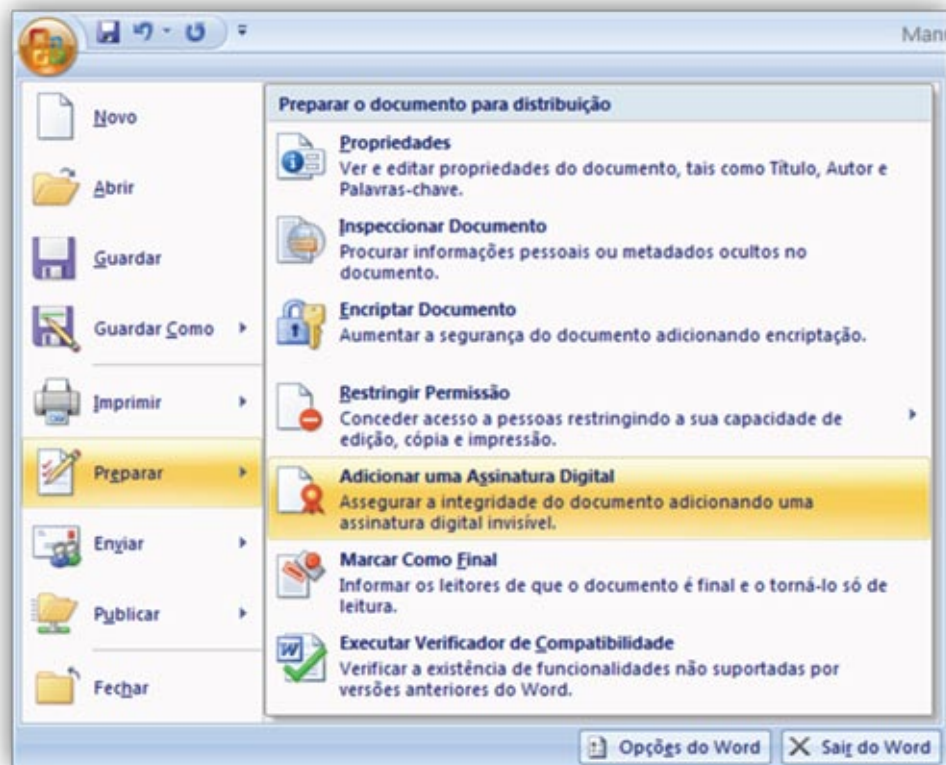 Manu
Novo
Abrir
Guardar
Guardar Como
Imprimir
Preparar
Enviar
Publicar
Fechar
Preparar o documento para distribuição
Propriedades
Ver e editar propriedades do documento, tais como Título, Autor e
Palavras-chave.
Inspeccionar Documento
Procurar informações pessoais ou metadados ocultos no
documento.
Encriptar Documento
Aumentar a segurança do documento adicionando encriptação.
Restringir Permissão
Conceder acesso a pessoas restringindo a sua capacidade de
edição, cópia e impressão.
Adicionar uma Assinatura Digital
Assegurar a integridade do documento adicionando uma
assinatura digital invisível.
Marcar Como Final
Informar os leitores de que o documento é final e o torná-lo só de
leitura.
Executar Verificador de Compatibilidade
Verificar a existência de funcionalidades não suportadas por
versões anteriores do Word.
Opções do Word
Sair do Word